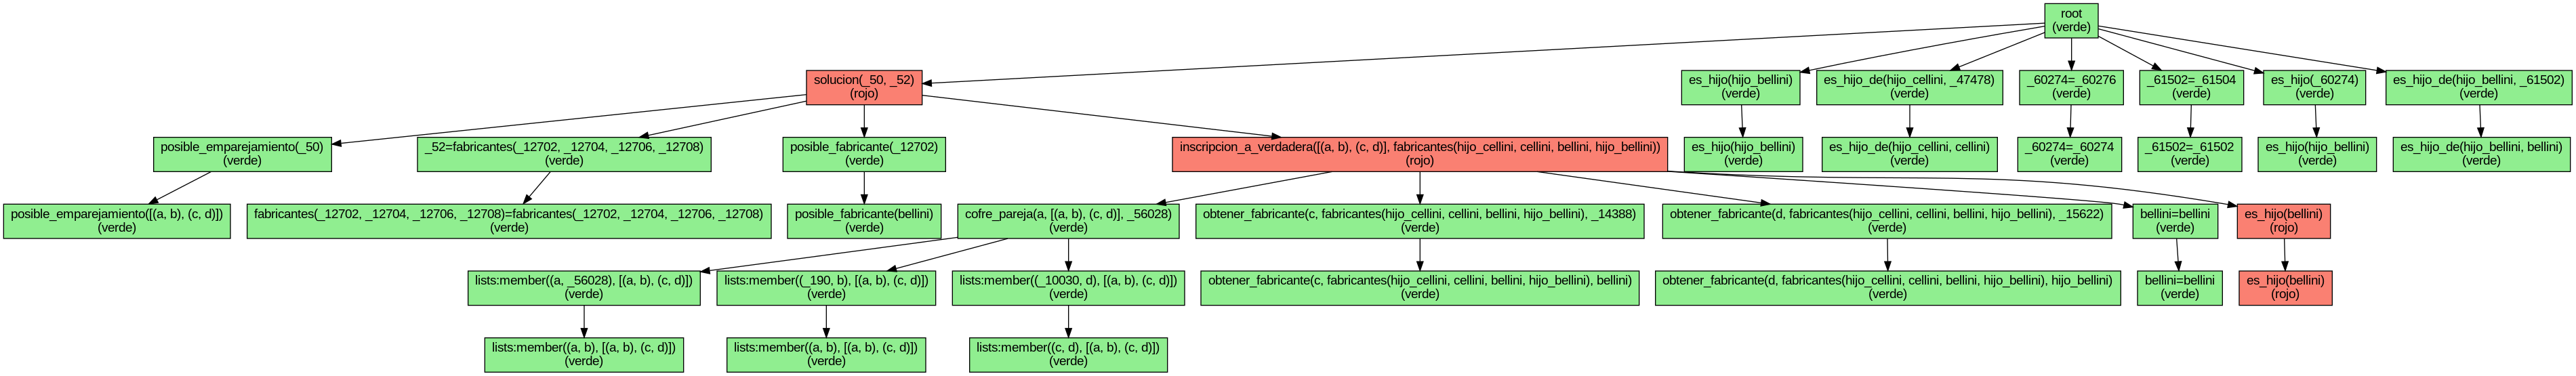 root
(verde)
solucion(_50, _52)
(rojo)
es_hijo(hijo_bellini)
(verde)
es_hijo_de(hijo_cellini, _47478)
(verde)
_60274=_60276
(verde)
_61502=_61504
(verde)
es_hijo(_60274)
(verde)
es_hijo_de(hijo_bellini, _61502)
(verde)
posible_emparejamiento(_50)
(verde)
_52=fabricantes(_12702, _12704, _12706, _12708)
(verde)
posible_fabricante(_12702)
(verde)
inscripcion_a_verdadera([(a, b), (c, d)], fabricantes(hijo_cellini, cellini, bellini, hijo_bellini))
(rojo)
es_hijo(hijo_bellini)
(verde)
es_hijo_de(hijo_cellini, cellini)
(verde)
_60274=_60274
(verde)
_61502=_61502
(verde)
es_hijo(hijo_bellini)
(verde)
es_hijo_de(hijo_bellini, bellini)
(verde)
posible_emparejamiento([(a, b), (c, d)])
(verde)
fabricantes(_12702, _12704, _12706, _12708)=fabricantes(_12702, _12704, _12706, _12708)
(verde)
posible_fabricante(bellini)
(verde)
cofre_pareja(a, [(a, b), (c, d)], _56028)
(verde)
obtener_fabricante(c, fabricantes(hijo_cellini, cellini, bellini, hijo_bellini), _14388)
(verde)
obtener_fabricante(d, fabricantes(hijo_cellini, cellini, bellini, hijo_bellini), _15622)
(verde)
bellini=bellini
(verde)
es_hijo(bellini)
(rojo)
lists:member((a, _56028), [(a, b), (c, d)])
(verde)
lists:member((_190, b), [(a, b), (c, d)])
(verde)
lists:member((_10030, d), [(a, b), (c, d)])
(verde)
obtener_fabricante(c, fabricantes(hijo_cellini, cellini, bellini, hijo_bellini), bellini)
(verde)
obtener_fabricante(d, fabricantes(hijo_cellini, cellini, bellini, hijo_bellini), hijo_bellini)
(verde)
bellini=bellini
(verde)
es_hijo(bellini)
(rojo)
lists:member((a, b), [(a, b), (c, d)])
(verde)
lists:member((a, b), [(a, b), (c, d)])
(verde)
lists:member((c, d), [(a, b), (c, d)])
(verde)